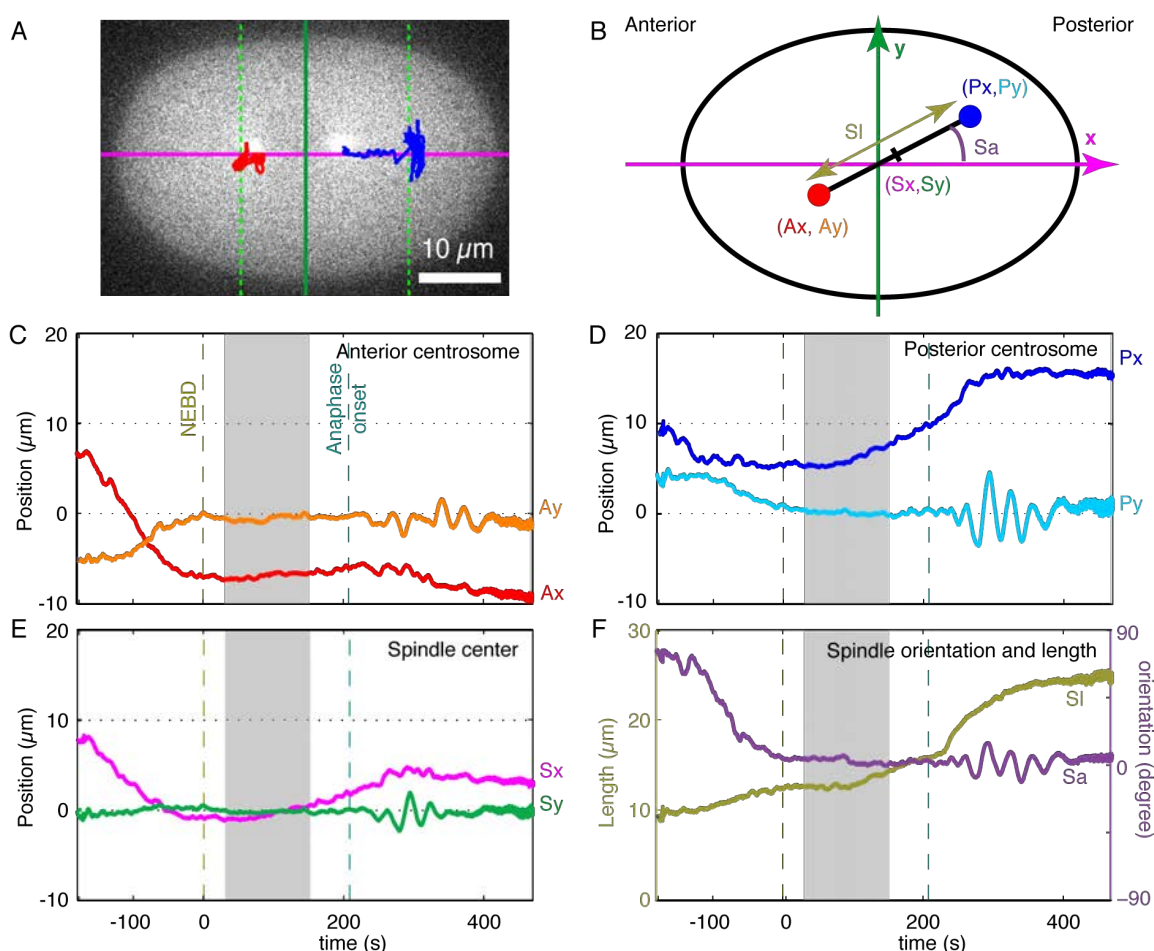 A
10 µm
B
Anterior
Posterior
y
(Px,Py)
Sl
Sa
x
(Sx,Sy)
(Ax, Ay)
C
20
10
0
-10
Position (µm)
NEBD
Anaphase
onset
Anterior centrosome
Ay
Ax
D
20
10
0
-10
Position (µm)
Posterior centrosome
Px
Py
E
20
10
0
-10
Position (µm)
Spindle center
Sx
Sy
-100
0
200
400
time (s)
F
30
20
10
0
Length (µm)
Spindle orientation and length
Sl
Sa
90
0
−90
orientation (degree)
-100
0
200
400
time (s)